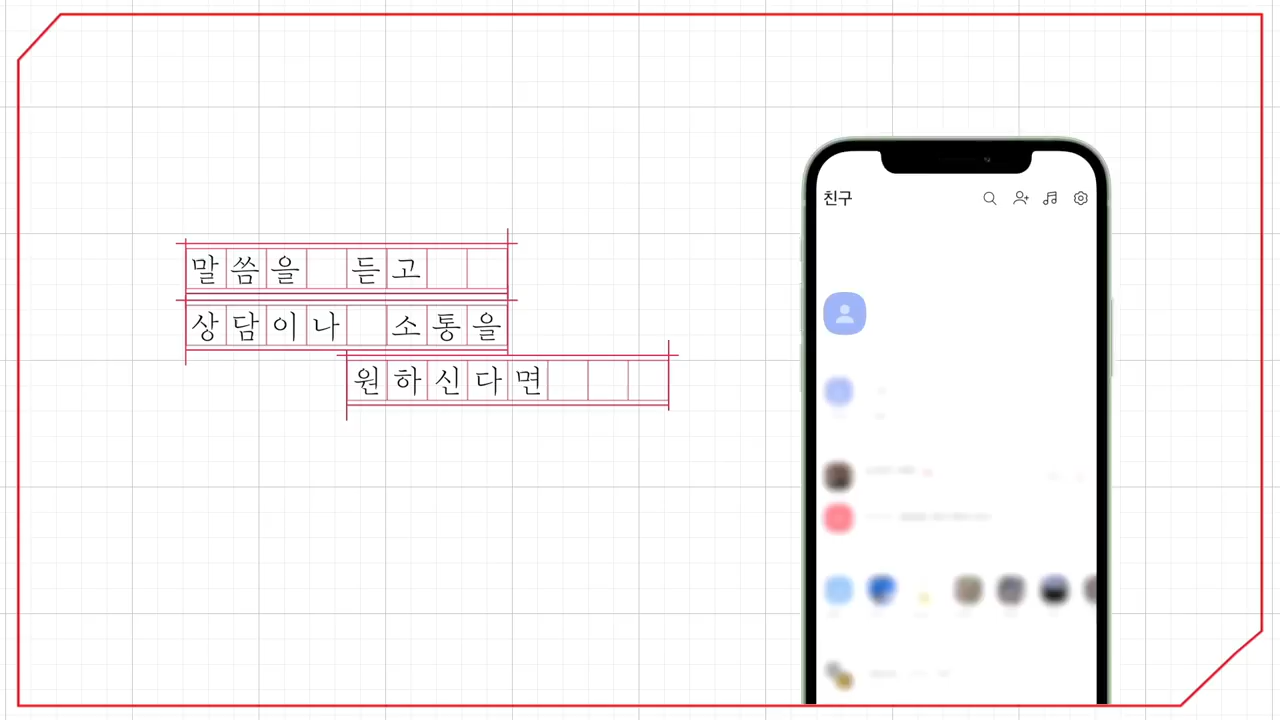 말씀을 듣고
상담이나 소통을
원하신다면
친구